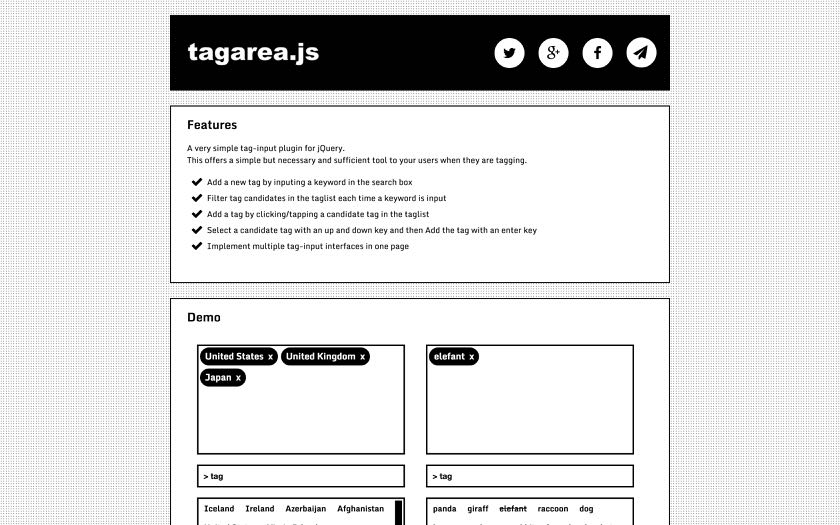 tagarea.js
Features
A very simple tag-input plugin for jQuery.
This offers a simple but necessary and sufficient tool to your users when they are tagging.
Add a new tag by inputing a keyword in the search box
Filter tag candidates in the taglist each time a keyword is input
Add a tag by clicking/tapping a candidate tag in the taglist
Select a candidate tag with an up and down key and then Add the tag with an enter key
Implement multiple tag-input interfaces in one page
Demo
United States x United Kingdom x
Japan x
elefant x
> tag
> tag
Iceland Ireland Azerbaijan Afghanistan
panda giraff elefant raccoon dog